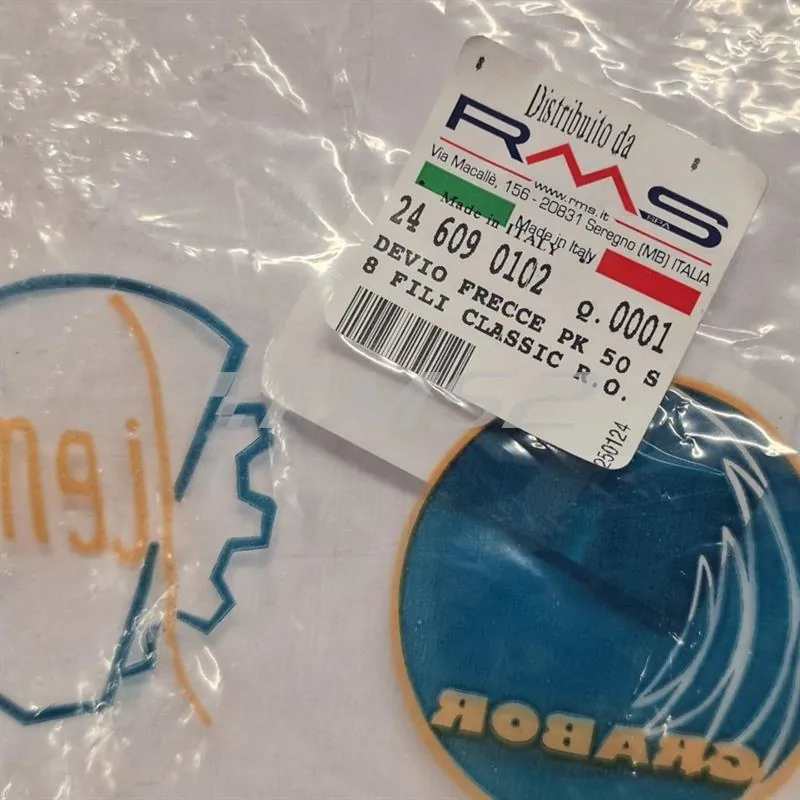 Distribuito da
RMS
SPA
www.rms.it
Via Macallè, 156 - 20831 Seregno (MB) ITALIA
Made in Italy
Made in ITALY
24 609 0102 Q.0001
DEVIO FRECCE PK 50 S
8 FILI CLASSIC R.O.
250124
GRABOR